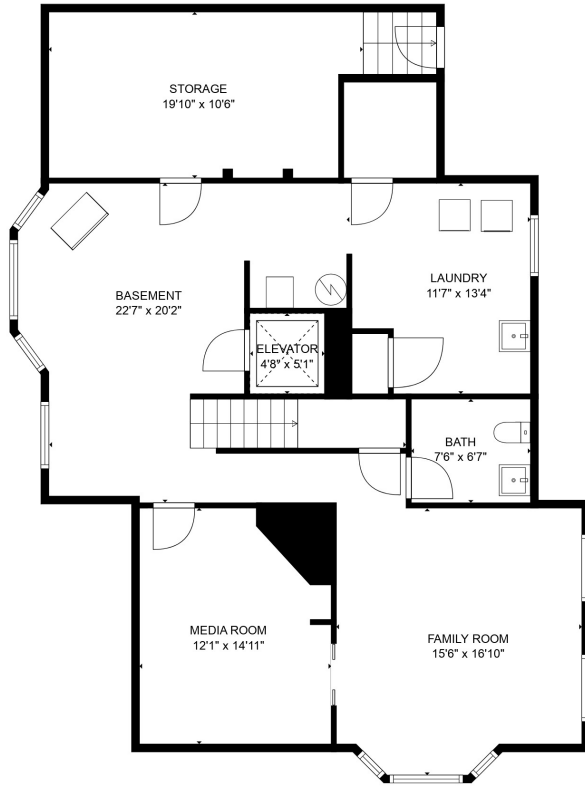 STORAGE
19'10" x 10'6"
BASEMENT
22'7" x 20'2"
LAUNDRY
11'7" x 13'4"
ELEVATOR
4'8" x 5'1"
BATH
7'6" x 6'7"
MEDIA ROOM
12'1" x 14'11"
FAMILY ROOM
15'6" x 16'10"